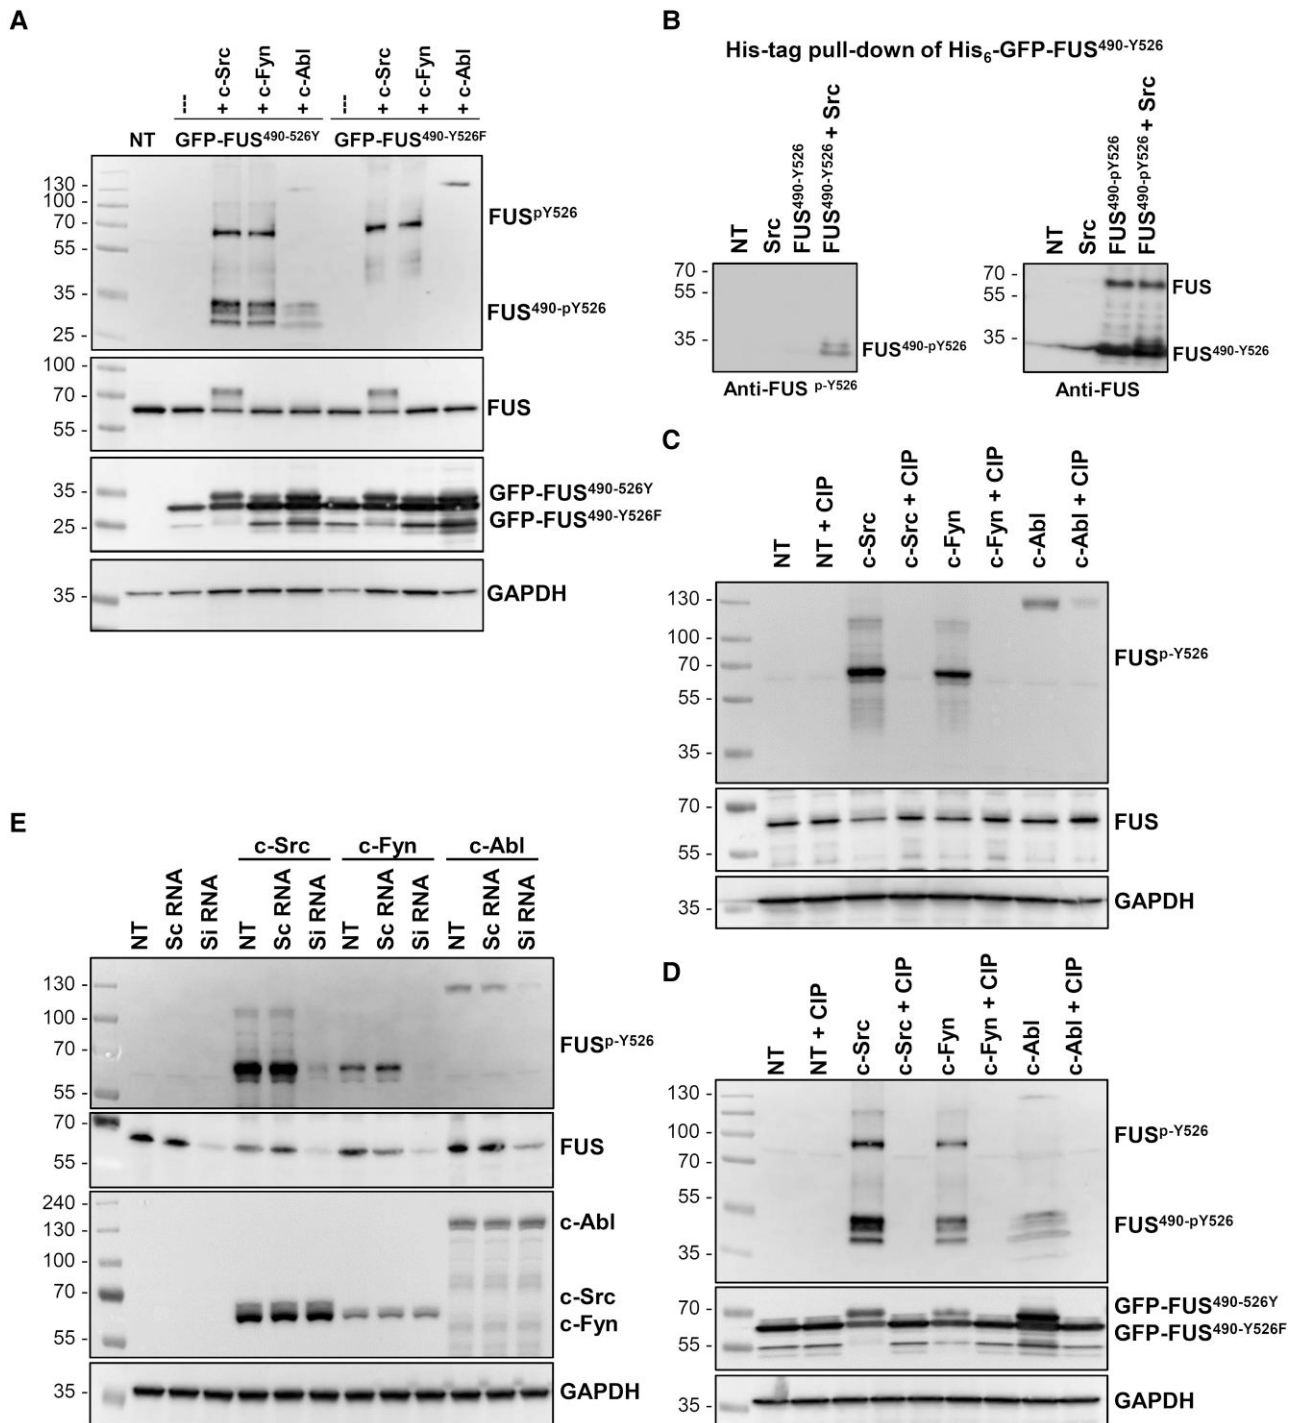 A
---
+ c-Src
+ c-Fyn
+ c-Abl
---
+ c-Src
+ c-Fyn
+ c-Abl
NT
GFP-FUS490-526Y
GFP-FUS490-Y526F
130 -
100 -
70 -
55 -
35 -
25 -
FUSpY526
FUS490-pY526
100 -
70 -
55 -
FUS
35 -
25 -
GFP-FUS490-526Y
GFP-FUS490-Y526F
35 -
GAPDH
B
His-tag pull-down of His6-GFP-FUS490-Y526
NT
Src
FUS490-Y526
FUS490-Y526 + Src
70 -
55 -
35 -
FUS490-pY526
Anti-FUS p-Y526
NT
Src
FUS490-pY526
FUS490-pY526 + Src
70 -
55 -
35 -
FUS
FUS490-Y526
Anti-FUS
C
NT
NT + CIP
c-Src
c-Src + CIP
c-Fyn
c-Fyn + CIP
c-Abl
c-Abl + CIP
130 -
100 -
70 -
55 -
35 -
FUSp-Y526
70 -
55 -
FUS
35 -
GAPDH
E
c-Src
c-Fyn
c-Abl
NT
Sc RNA
Si RNA
NT
Sc RNA
Si RNA
NT
Sc RNA
Si RNA
NT
Sc RNA
Si RNA
130 -
100 -
70 -
55 -
FUSp-Y526
70 -
55 -
FUS
240 -
130 -
100 -
70 -
55 -
c-Abl
c-Src
c-Fyn
35 -
GAPDH
D
NT
NT + CIP
c-Src
c-Src + CIP
c-Fyn
c-Fyn + CIP
c-Abl
c-Abl + CIP
130 -
100 -
70 -
55 -
35 -
FUSp-Y526
FUS490-pY526
70 -
55 -
GFP-FUS490-526Y
GFP-FUS490-Y526F
35 -
GAPDH